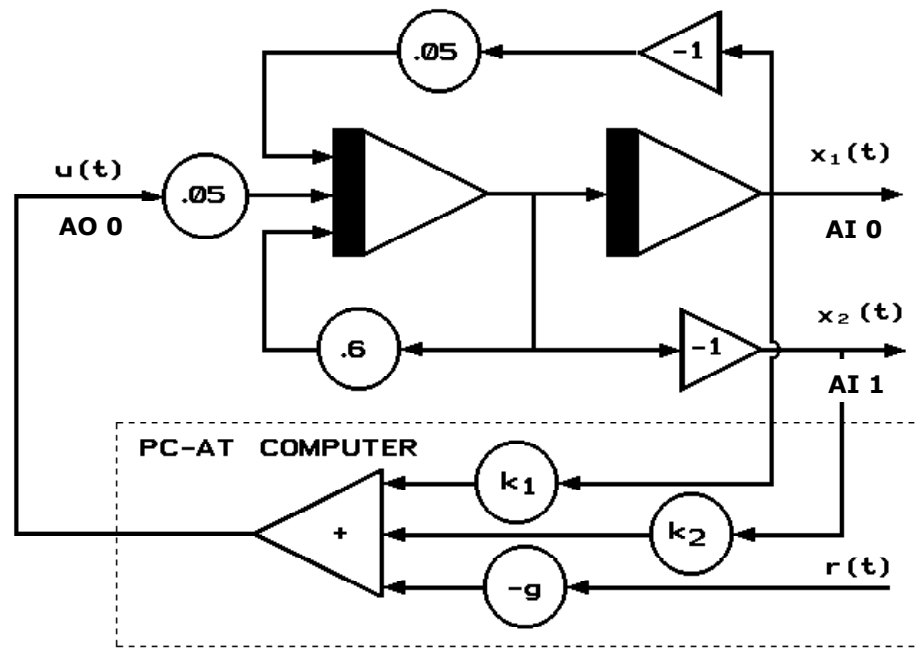 .05
-1
u(t)
.05
AO 0
x₁(t)
AI 0
.6
-1
x₂(t)
AI 1
PC-AT COMPUTER
k₁
+
k₂
-g
r(t)